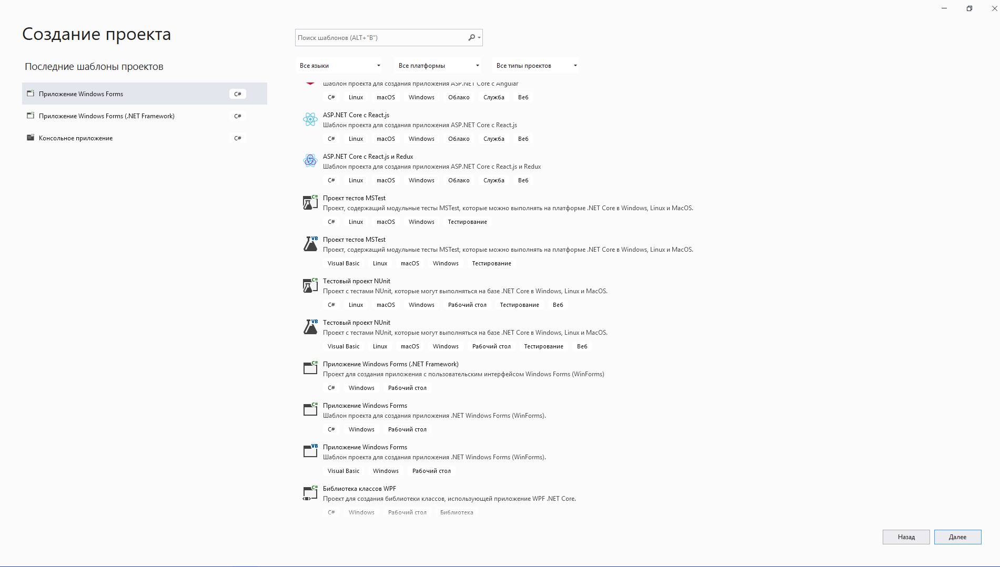 Создание проекта
Последние шаблоны проектов
Приложение Windows Forms C#
Приложение Windows Forms (.NET Framework) C#
Консольное приложение C#
Поиск шаблонов (ALT+"B")
Все языки Все платформы Все типы проектов
Шаблон проекта для создания приложения ASP.NET Core с Angular
C# Linux macOS Windows Облако Служба Веб
ASP.NET Core с React.js
Шаблон проекта для создания приложения ASP.NET Core с React.js
C# Linux macOS Windows Облако Служба Веб
ASP.NET Core с React.js и Redux
Шаблон проекта для создания приложения ASP.NET Core с React.js и Redux
C# Linux macOS Windows Облако Служба Веб
C#
Проект тестов MSTest
Проект, содержащий модульные тесты MSTest, которые можно выполнять на платформе .NET Core в Windows, Linux и MacOS.
C# Linux macOS Windows Тестирование
VB
Проект тестов MSTest
Проект, содержащий модульные тесты MSTest, которые можно выполнять на платформе .NET Core в Windows, Linux и MacOS.
Visual Basic Linux macOS Windows Тестирование
C#
Тестовый проект NUnit
Проект с тестами NUnit, которые могут выполняться на базе .NET Core в Windows, Linux и MacOS.
C# Linux macOS Windows Рабочий стол Тестирование Веб
VB
Тестовый проект NUnit
Проект с тестами NUnit, которые могут выполняться на базе .NET Core в Windows, Linux и MacOS.
Visual Basic Linux macOS Windows Рабочий стол Тестирование Веб
C#
Приложение Windows Forms (.NET Framework)
Проект для создания приложения с пользовательским интерфейсом Windows Forms (WinForms)
C# Windows Рабочий стол
C#
Приложение Windows Forms
Шаблон проекта для создания приложения .NET Windows Forms (WinForms).
C# Windows Рабочий стол
VB
Приложение Windows Forms
Шаблон проекта для создания приложения .NET Windows Forms (WinForms).
Visual Basic Windows Рабочий стол
C#
Библиотека классов WPF
Проект для создания библиотеки классов, использующей приложение WPF .NET Core.
C# Windows Рабочий стол Библиотека
Назад Далее